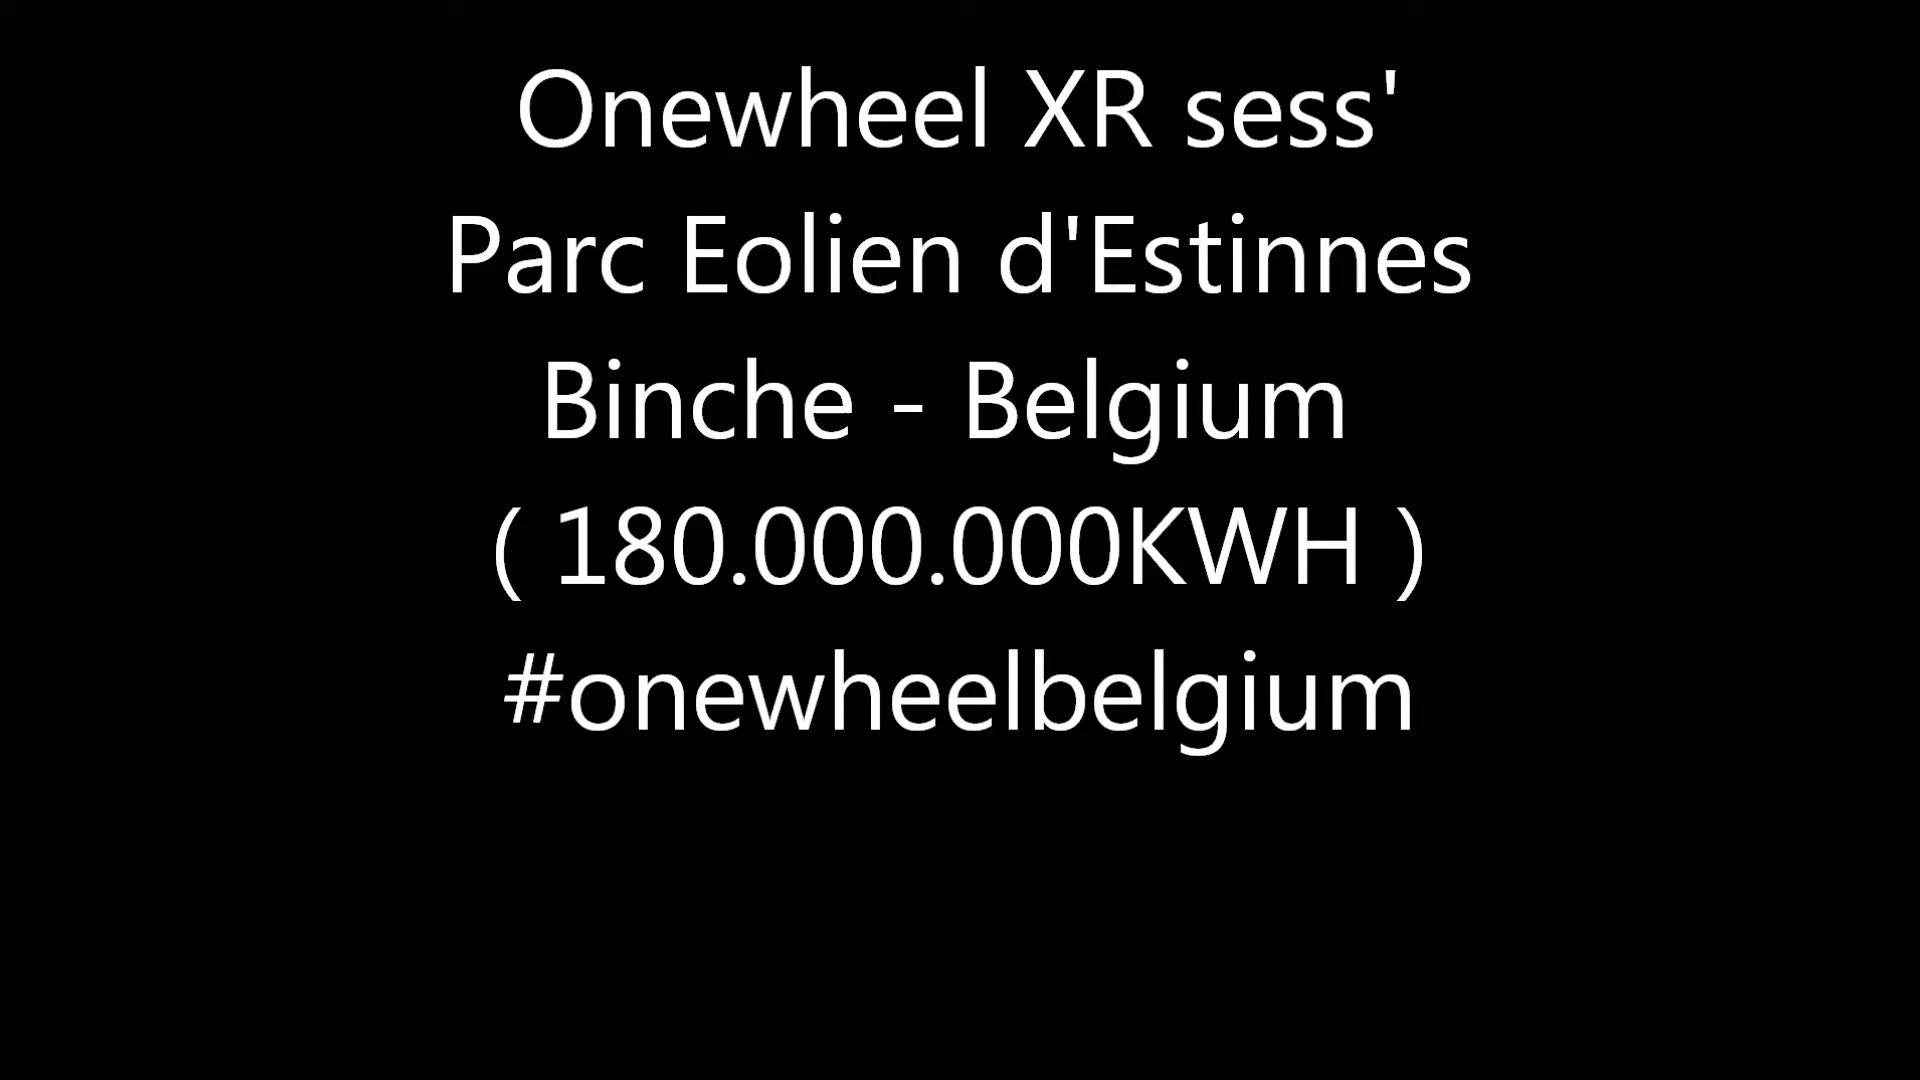 Onewheel XR sess'
Parc Eolien d'Estinnes
Binche - Belgium
( 180.000.000KWH )
#onewheelbelgium